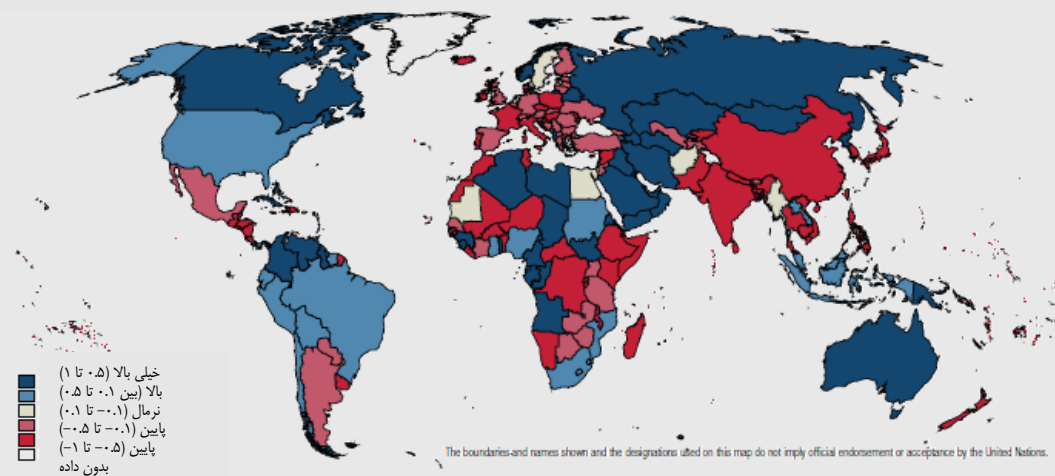 خیلی بالا (۰.۵ تا ۱)
بالا (بین ۰.۱ تا ۰.۵)
نرمال (۰.۱- تا ۰.۱)
پایین (۰.۱- تا ۰.۵-)
پایین (۰.۵- تا ۱-)
بدون داده
The boundaries and names shown and the designations used on this map do not imply official endorsement or acceptance by the United Nations.